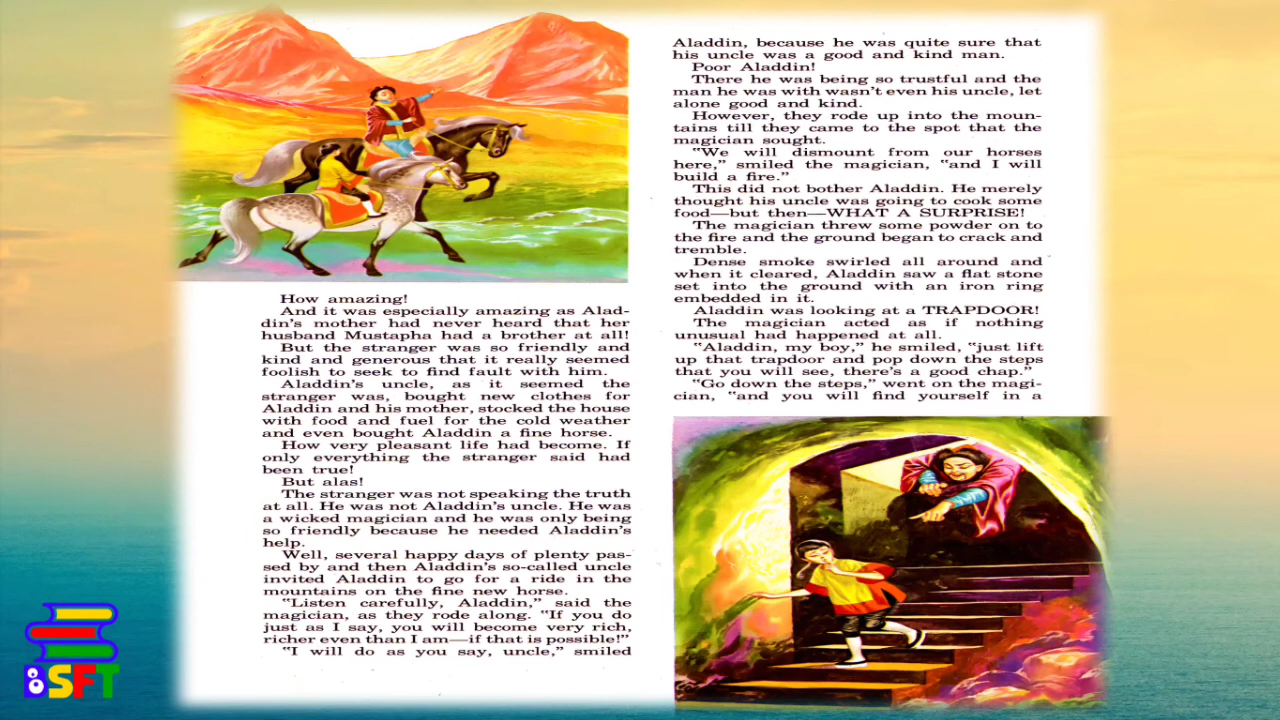 How amazing!
And it was especially amazing as Alad-
din's mother had never heard that her
husband Mustapha had a brother at all!
But the stranger was so friendly and
kind and generous that it really seemed
foolish to seek to find fault with him.
Aladdin's uncle, as it seemed the
stranger was, bought new clothes for
Aladdin and his mother, stocked the house
with food and fuel for the cold weather
and even bought Aladdin a fine horse.
How very pleasant life had become. If
only everything the stranger said had
been true!
But alas!
The stranger was not speaking the truth
at all. He was not Aladdin's uncle. He was
a wicked magician and he was only being
so friendly because he needed Aladdin's
help.
Well, several happy days of plenty pas-
sed by and then Aladdin's so-called uncle
invited Aladdin to go for a ride in the
mountains on the fine new horse.
"Listen carefully, Aladdin," said the
magician, as they rode along. "If you do
just as I say, you will become very rich,
richer even than I am—if that is possible!"
"I will do as you say, uncle," smiled
Aladdin, because he was quite sure that
his uncle was a good and kind man.
Poor Aladdin!
There he was being so trustful and the
man he was with wasn't even his uncle, let
alone good and kind.
However, they rode up into the moun-
tains till they came to the spot that the
magician sought.
"We will dismount from our horses
here," smiled the magician, "and I will
build a fire."
This did not bother Aladdin. He merely
thought his uncle was going to cook some
food—but then—WHAT A SURPRISE!
The magician threw some powder on to
the fire and the ground began to crack and
tremble.
Dense smoke swirled all around and
when it cleared, Aladdin saw a flat stone
set into the ground with an iron ring
embedded in it.
Aladdin was looking at a TRAPDOOR!
The magician acted as if nothing
unusual had happened at all.
"Aladdin, my boy," he smiled, "just lift
up that trapdoor and pop down the steps
that you will see, there's a good chap."
"Go down the steps," went on the magi-
cian, "and you will find yourself in a
BSFT